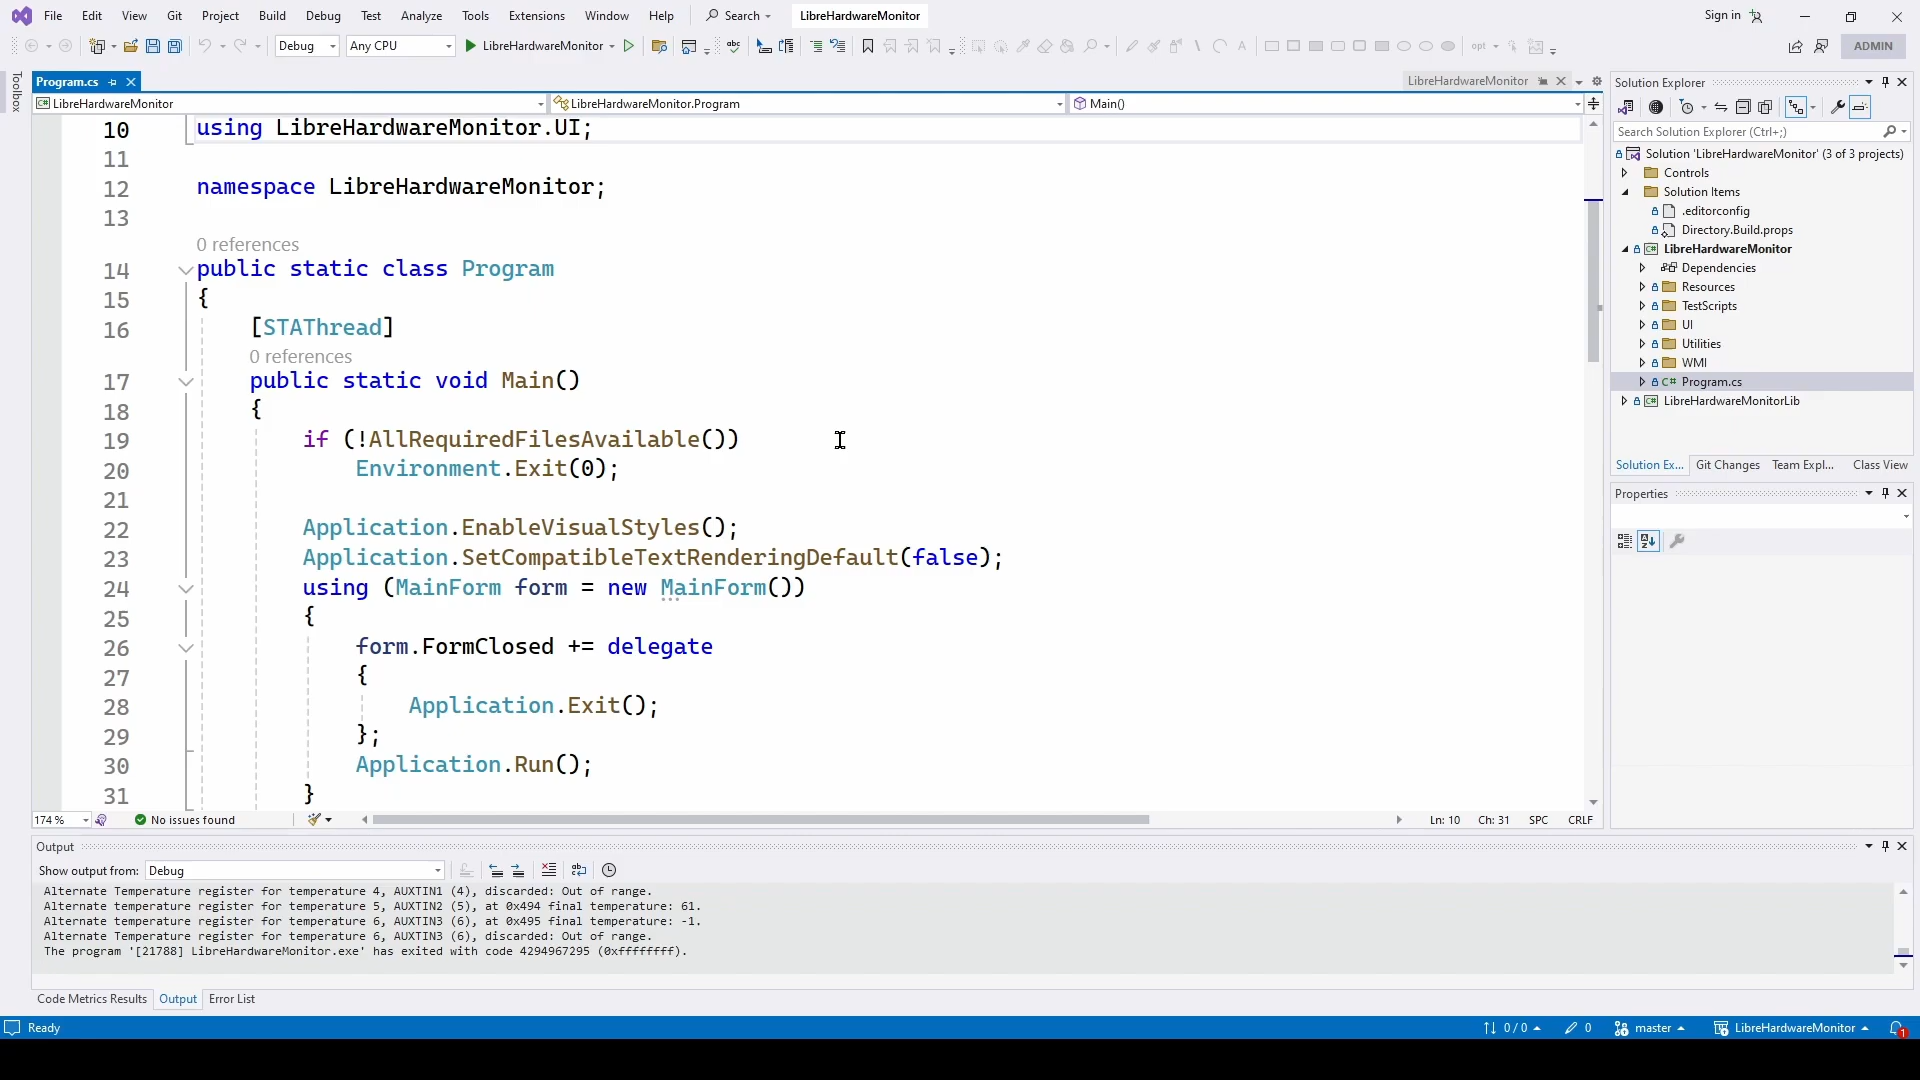 File Edit View Git Project Build Debug Test Analyze Tools Extensions Window Help Search LibreHardwareMonitor Sign in
Debug Any CPU LibreHardwareMonitor opt ADMIN
Toolbox
Program.cs LibreHardwareMonitor
LibreHardwareMonitor LibreHardwareMonitor.Program Main()
10 using LibreHardwareMonitor.UI;
11
12 namespace LibreHardwareMonitor;
13
0 references
14 public static class Program
15 {
16 [STAThread]
0 references
17 public static void Main()
18 {
19 if (!AllRequiredFilesAvailable())
20 Environment.Exit(0);
21
22 Application.EnableVisualStyles();
23 Application.SetCompatibleTextRenderingDefault(false);
24 using (MainForm form = new MainForm())
25 {
26 form.FormClosed += delegate
27 {
28 Application.Exit();
29 };
30 Application.Run();
31 }
174 % No issues found Ln: 10 Ch: 31 SPC CRLF
Solution Explorer
Search Solution Explorer (Ctrl+;)
Solution 'LibreHardwareMonitor' (3 of 3 projects)
Controls
Solution Items
.editorconfig
Directory.Build.props
LibreHardwareMonitor
Dependencies
Resources
TestScripts
UI
Utilities
WMI
C# Program.cs
LibreHardwareMonitorLib
Solution Ex... Git Changes Team Expl... Class View
Properties
Output
Show output from: Debug
Alternate Temperature register for temperature 4, AUXTIN1 (4), discarded: Out of range.
Alternate Temperature register for temperature 5, AUXTIN2 (5), at 0x494 final temperature: 61.
Alternate Temperature register for temperature 6, AUXTIN3 (6), at 0x495 final temperature: -1.
Alternate Temperature register for temperature 6, AUXTIN3 (6), discarded: Out of range.
The program '[21788] LibreHardwareMonitor.exe' has exited with code 4294967295 (0xffffffff).
Code Metrics Results Output Error List
Ready 0 / 0 0 master LibreHardwareMonitor 1